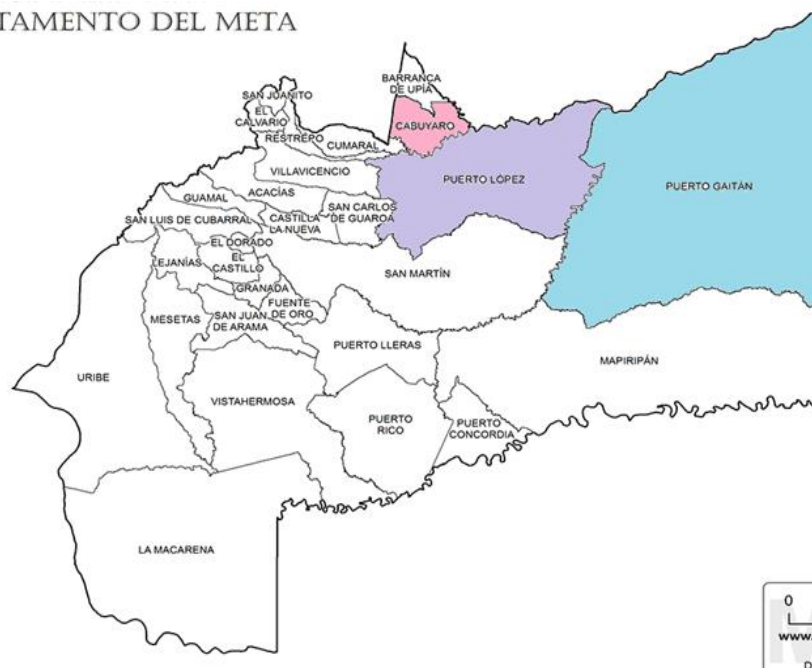 TAMENTO DEL META
BARRANCA
DE UPÍA
SAN JUANITO
EL
CALVARIO
CABUYARO
RESTREPO
CUMARAL
VILLAVICENCIO
PUERTO LÓPEZ
PUERTO GAITÁN
ACACÍAS
GUAMAL
SAN CARLOS
DE GUAROA
SAN LUIS DE CUBARRAL
CASTILLA
LA NUEVA
EL DORADO
EL
CASTILLO
LEJANÍAS
SAN MARTÍN
GRANADA
FUENTE
DE ORO
MESETAS
SAN JUAN
DE ARAMA
PUERTO LLERAS
MAPIRIPÁN
URIBE
VISTAHERMOSA
PUERTO
RICO
PUERTO
CONCORDIA
LA MACARENA
0
www